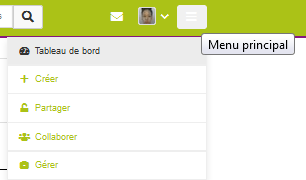 Menu principal
Tableau de bord
Créer
Partager
Collaborer
Gérer